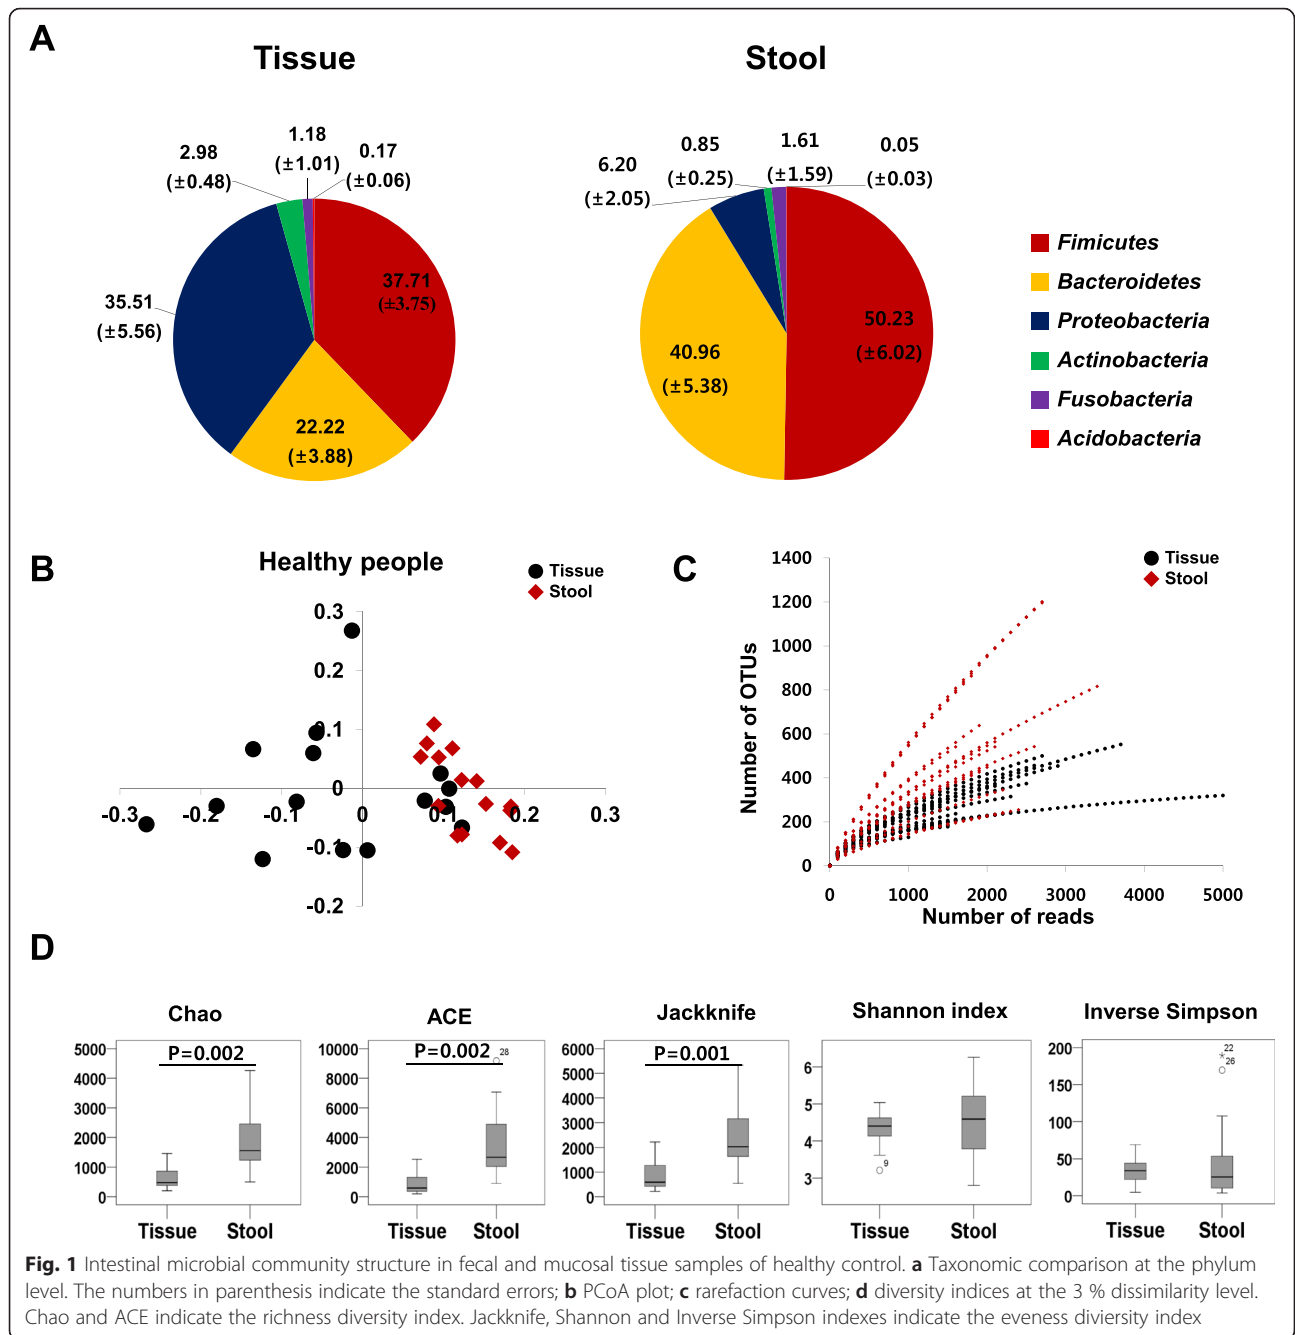 A
Tissue
Stool
2.98
(±0.48)
1.18
(±1.01)
0.17
(±0.06)
35.51
(±5.56)
37.71
(±3.75)
22.22
(±3.88)
6.20
(±2.05)
0.85
(±0.25)
1.61
(±1.59)
0.05
(±0.03)
40.96
(±5.38)
50.23
(±6.02)
Fimicutes
Bacteroidetes
Proteobacteria
Actinobacteria
Fusobacteria
Acidobacteria
B
Healthy people
Tissue
Stool
0.3
0.2
0.1
0
-0.1
-0.2
-0.3 -0.2 -0.1 0.1 0.2 0.3
C
Tissue
Stool
Number of OTUs
1400
1200
1000
800
600
400
200
0
0 1000 2000 3000 4000 5000
Number of reads
D
Chao
P=0.002
5000
4000
3000
2000
1000
0
Tissue Stool
ACE
P=0.002
28
10000
8000
6000
4000
2000
0
Tissue Stool
Jackknife
P=0.001
6000
5000
4000
3000
2000
1000
0
Tissue Stool
Shannon index
6
5
4
3
9
Tissue Stool
Inverse Simpson
200
150
100
50
0
22
26
Tissue Stool
Fig. 1 Intestinal microbial community structure in fecal and mucosal tissue samples of healthy control. a Taxonomic comparison at the phylum
level. The numbers in parenthesis indicate the standard errors; b PCoA plot; c rarefaction curves; d diversity indices at the 3 % dissimilarity level.
Chao and ACE indicate the richness diversity index. Jackknife, Shannon and Inverse Simpson indexes indicate the eveness diviersity index